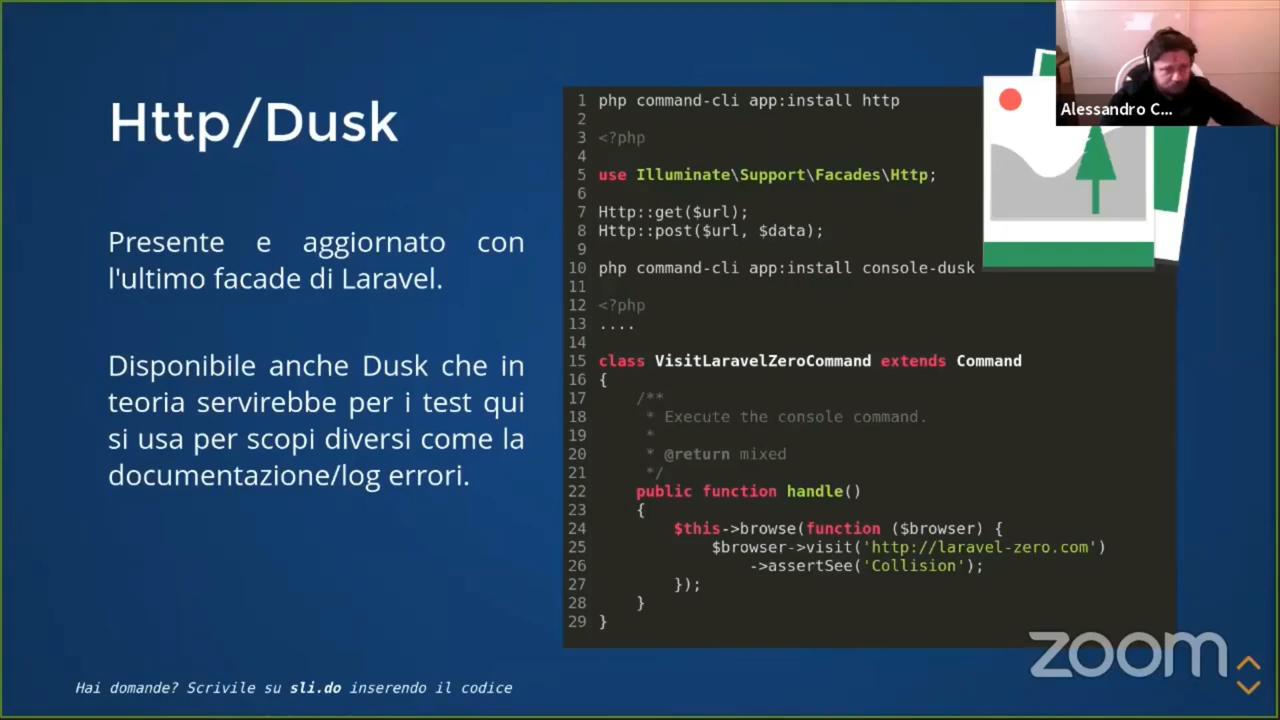 Http/Dusk
Presente e aggiornato con
l'ultimo facade di Laravel.
Disponibile anche Dusk che in
teoria servirebbe per i test qui
si usa per scopi diversi come la
documentazione/log errori.
1 php command-cli app:install http
2
3 <?php
4
5 use Illuminate\Support\Facades\Http;
6
7 Http::get($url);
8 Http::post($url, $data);
9
10 php command-cli app:install console-dusk
11
12 <?php
13 ....
14
15 class VisitLaravelZeroCommand extends Command
16 {
17     /**
18      * Execute the console command.
19      *
20      * @return mixed
21      */
22     public function handle()
23     {
24         $this->browse(function ($browser) {
25             $browser->visit('http://laravel-zero.com')
26                 ->assertSee('Collision');
27         });
28     }
29 }
Alessandro C...
Hai domande? Scrivile su sli.do inserendo il codice
zoom